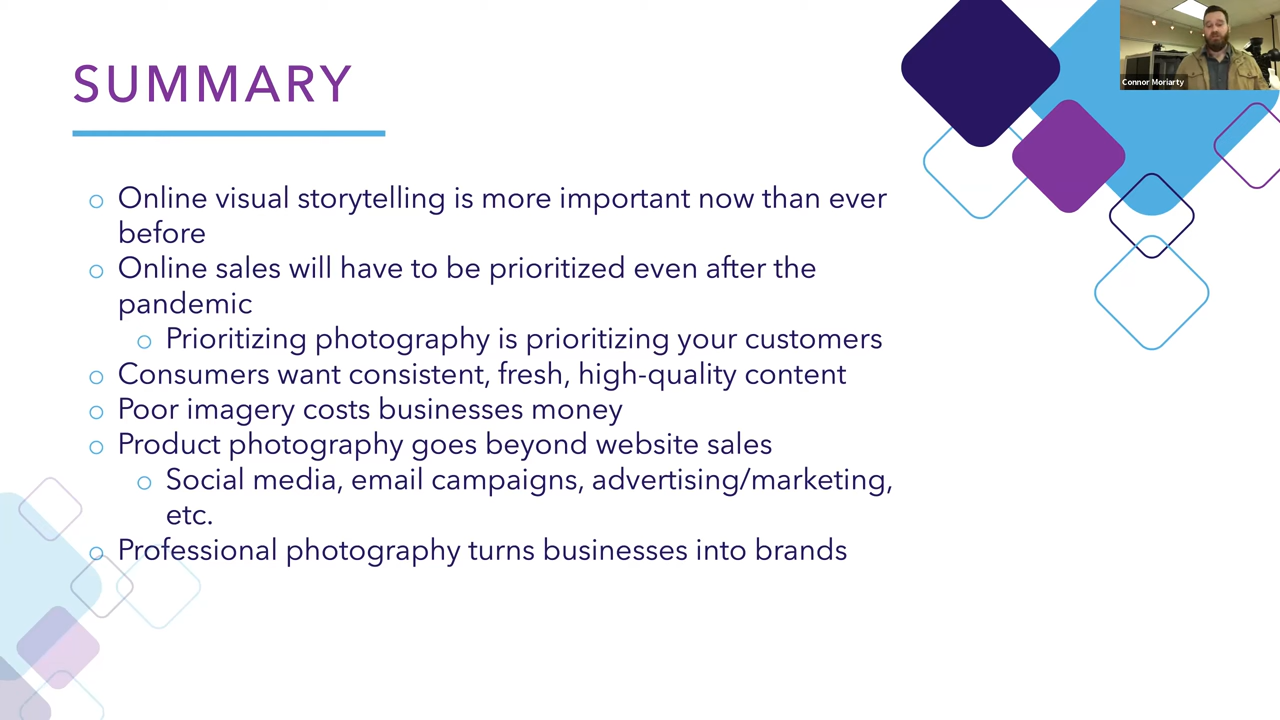 SUMMARY
Connor Moriarty
o Online visual storytelling is more important now than ever
before
o Online sales will have to be prioritized even after the
pandemic
o Prioritizing photography is prioritizing your customers
o Consumers want consistent, fresh, high-quality content
o Poor imagery costs businesses money
o Product photography goes beyond website sales
o Social media, email campaigns, advertising/marketing,
etc.
o Professional photography turns businesses into brands